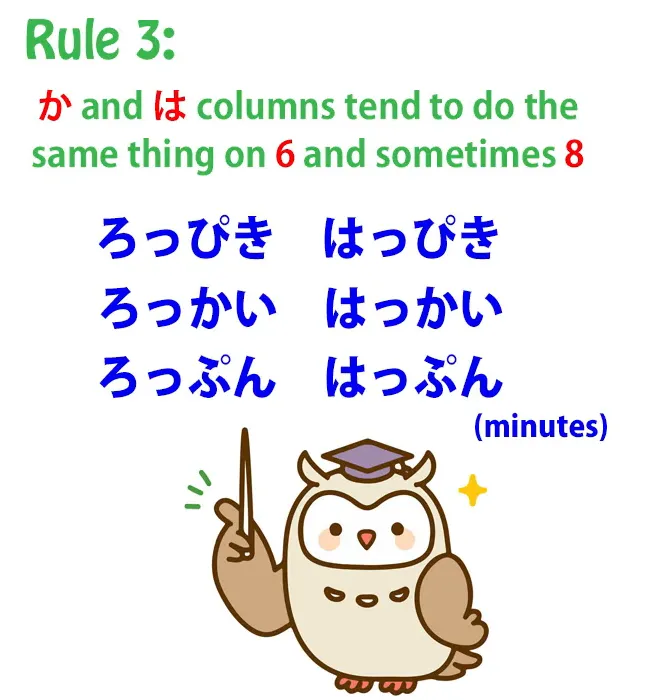 Rule 3:
か and は columns tend to do the
same thing on 6 and sometimes 8
ろっぴき はっぴき
ろっかい はっかい
ろっぷん はっぷん
(minutes)